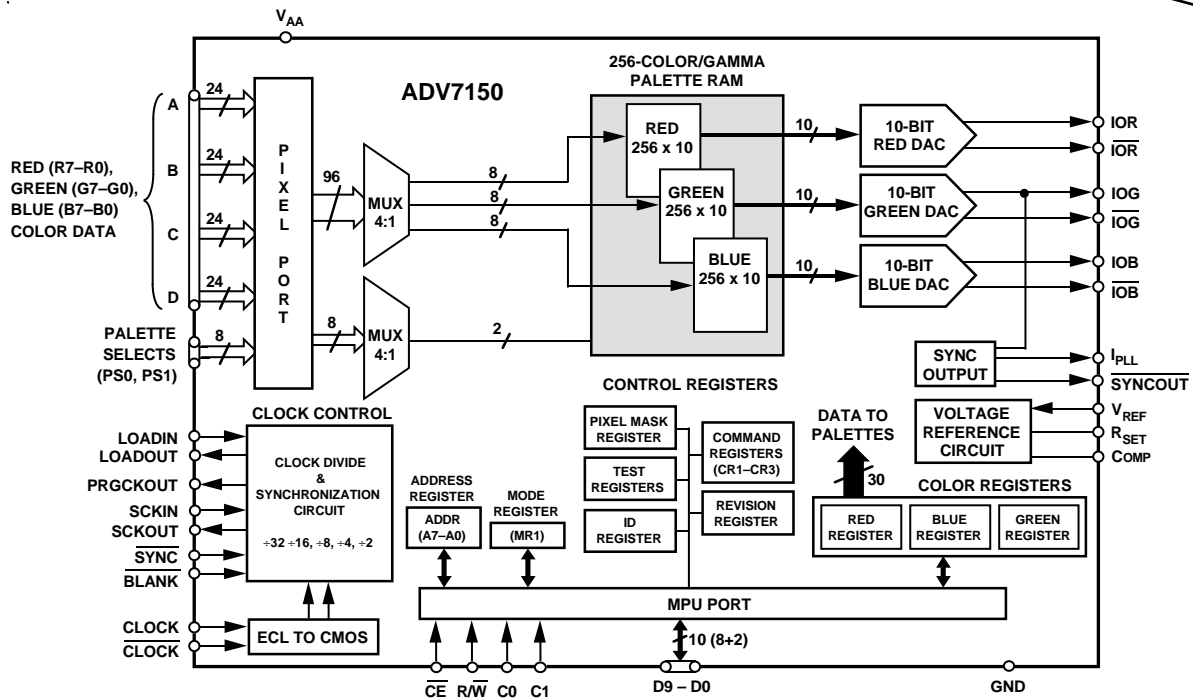 V_AA
ADV7150
256-COLOR/GAMMA
PALETTE RAM
A
24
B
24
C
24
D
24
RED (R7–R0),
GREEN (G7–G0),
BLUE (B7–B0)
COLOR DATA
PALETTE
SELECTS
(PS0, PS1)
8
PIXEL
PORT
96
MUX
4:1
8
8
8
8
MUX
4:1
2
RED
256 x 10
GREEN
256 x 10
BLUE
256 x 10
10
10
10
10-BIT
RED DAC
10-BIT
GREEN DAC
10-BIT
BLUE DAC
IOR
IOR
IOG
IOG
IOB
IOB
SYNC
OUTPUT
I_PLL
SYNCOUT
VOLTAGE
REFERENCE
CIRCUIT
V_REF
R_SET
COMP
CLOCK CONTROL
LOADIN
LOADOUT
PRGCKOUT
SCKIN
SCKOUT
SYNC
BLANK
CLOCK DIVIDE
&
SYNCHRONIZATION
CIRCUIT
÷32 ÷16, ÷8, ÷4, ÷2
CLOCK
CLOCK
ECL TO CMOS
CONTROL REGISTERS
PIXEL MASK
REGISTER
TEST
REGISTERS
ID
REGISTER
COMMAND
REGISTERS
(CR1–CR3)
REVISION
REGISTER
ADDRESS
REGISTER
ADDR
(A7–A0)
MODE
REGISTER
(MR1)
DATA TO
PALETTES
30
COLOR REGISTERS
RED
REGISTER
BLUE
REGISTER
GREEN
REGISTER
MPU PORT
10 (8+2)
CE
R/W
C0
C1
D9 – D0
GND